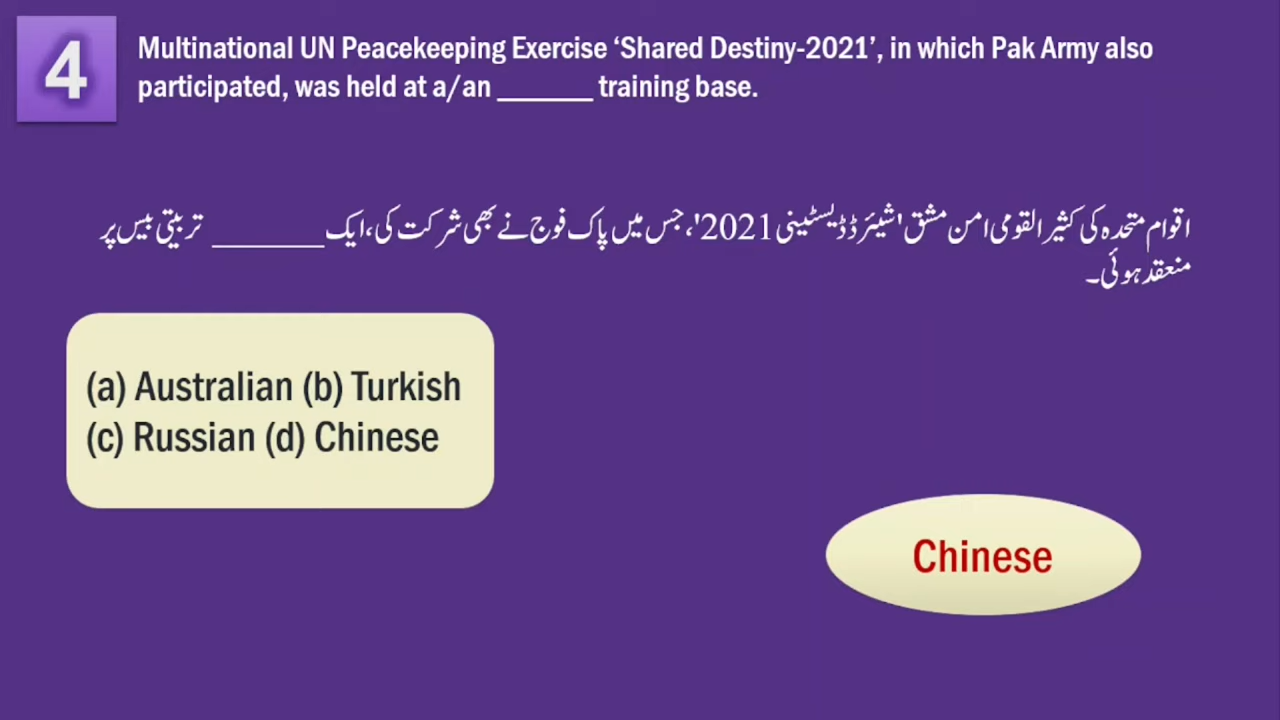 4
Multinational UN Peacekeeping Exercise ‘Shared Destiny-2021’, in which Pak Army also
participated, was held at a/an ______ training base.
اقوام متحدہ کی کثیر القومی امن مشق 'شیئرڈ ڈیسٹینی 2021'، جس میں پاک فوج نے بھی شرکت کی، ایک ______ تربیتی بیس پر
منعقد ہوئی۔
(a) Australian (b) Turkish
(c) Russian (d) Chinese
Chinese